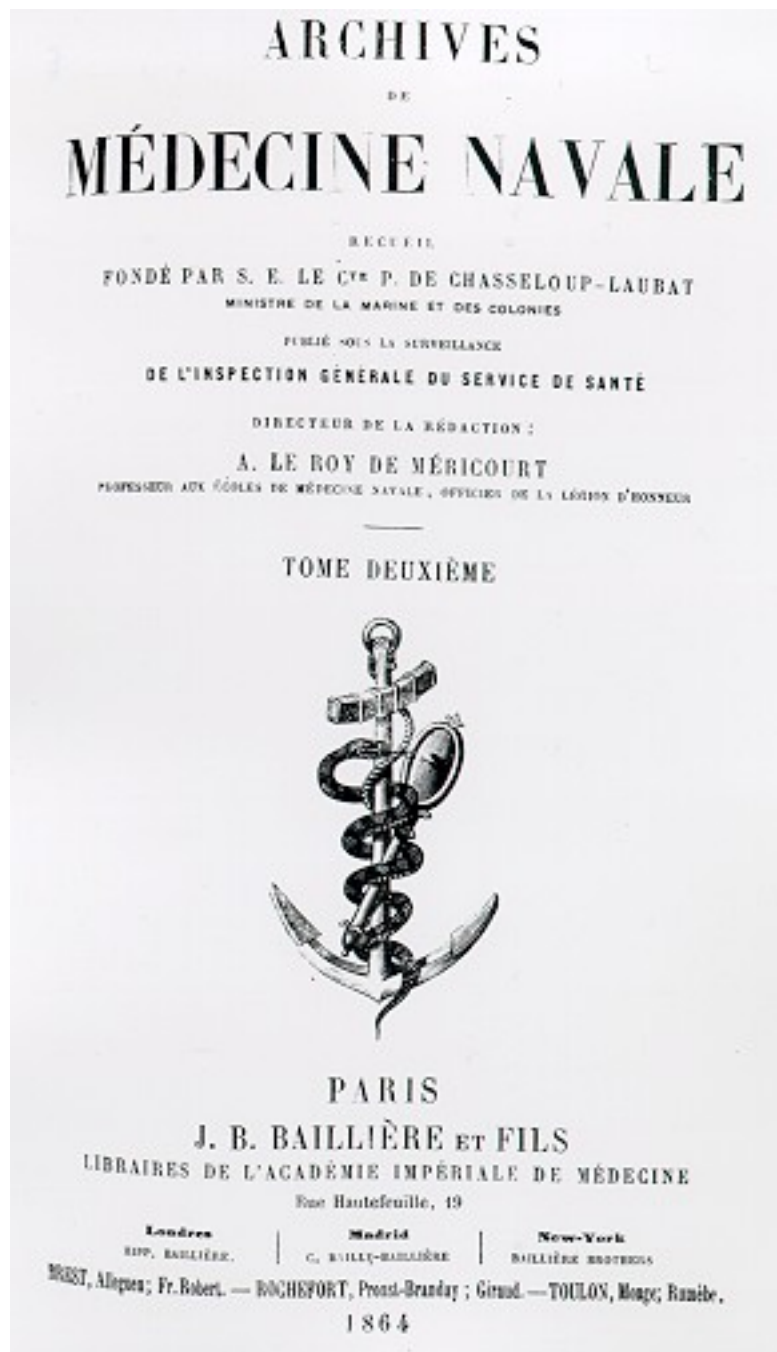 ARCHIVES
DE
MÉDECINE NAVALE
RECUEIL
FONDÉ PAR S. E. LE Cᵗᵉ P. DE CHASSELOUP-LAUBAT
MINISTRE DE LA MARINE ET DES COLONIES
PUBLIÉ SOUS LA SURVEILLANCE
DE L'INSPECTION GÉNÉRALE DU SERVICE DE SANTÉ
DIRECTEUR DE LA RÉDACTION :
A. LE ROY DE MÉRICOURT
PROFESSEUR AUX ÉCOLES DE MÉDECINE NAVALE, OFFICIER DE LA LÉGION D'HONNEUR
TOME DEUXIÈME
PARIS
J. B. BAILLIÈRE ET FILS
LIBRAIRES DE L'ACADÉMIE IMPÉRIALE DE MÉDECINE
Rue Hautefeuille, 19
Londres | Madrid | New-York
HIPP. BAILLIÈRE. | C. BAILLY-BAILLIÈRE | BAILLIÈRE BROTHERS
BREST, Alleguen; Fr. Robert. — ROCHEFORT, Proust-Branday; Giraud. — TOULON, Monge; Rumèbe.
1864